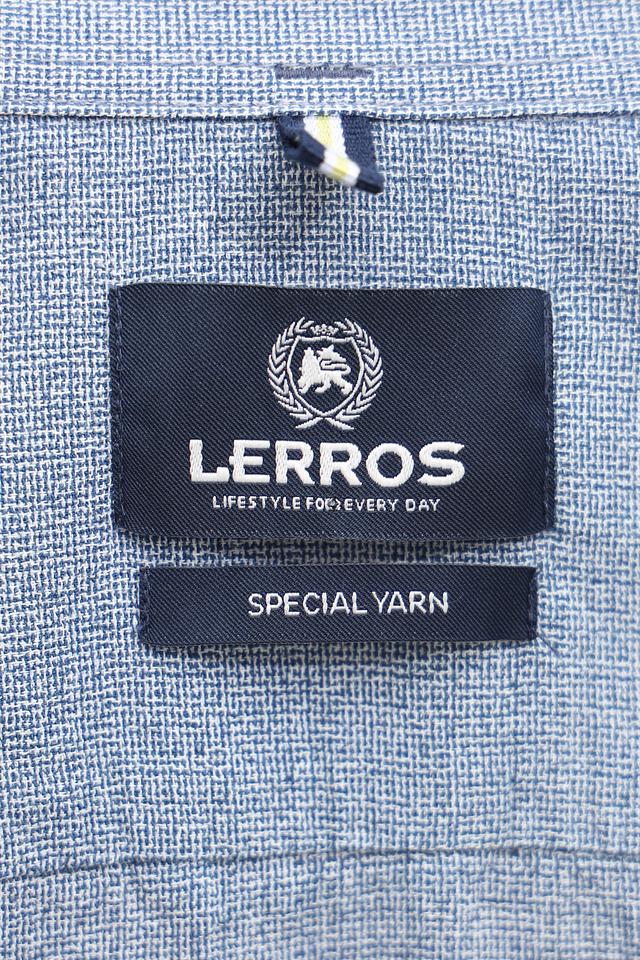 LERROS
LIFESTYLE FOR EVERY DAY
SPECIAL YARN